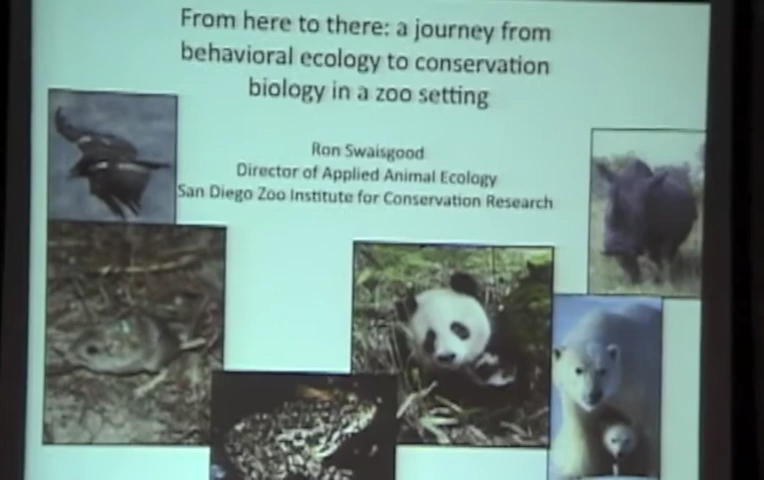 From here to there: a journey from
behavioral ecology to conservation
biology in a zoo setting
Ron Swaisgood
Director of Applied Animal Ecology
San Diego Zoo Institute for Conservation Research